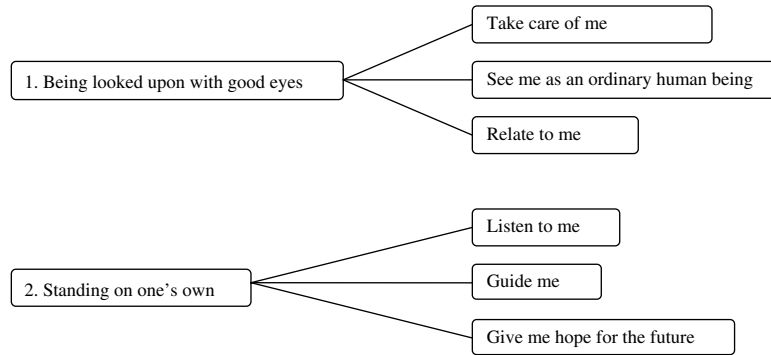 Take care of me
1. Being looked upon with good eyes
See me as an ordinary human being
Relate to me
Listen to me
2. Standing on one’s own
Guide me
Give me hope for the future